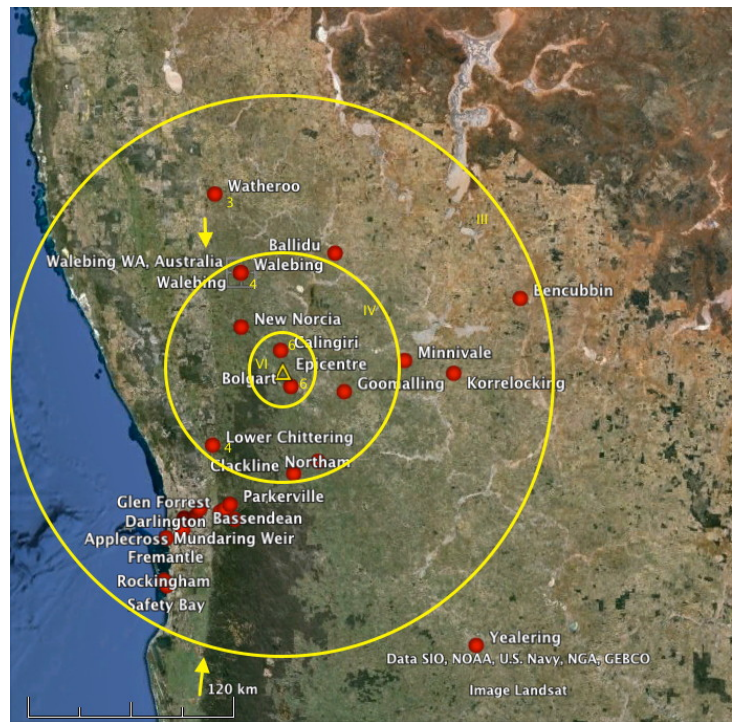 Watheroo
3
III
Ballidu
Walebing WA, Australia
Walebing
Walebing
4
Bencubbin
IV
New Norcia
Calingiri
6
Minnivale
VI
Epicentre
Bolgart
6
Goomalling
Korrelocking
Lower Chittering
4
Clackline
Northam
Parkerville
Glen Forrest
Darlington
Bassendean
Applecross
Mundaring Weir
Fremantle
Rockingham
Safety Bay
Yealering
Data SIO, NOAA, U.S. Navy, NGA, GEBCO
120 km
Image Landsat